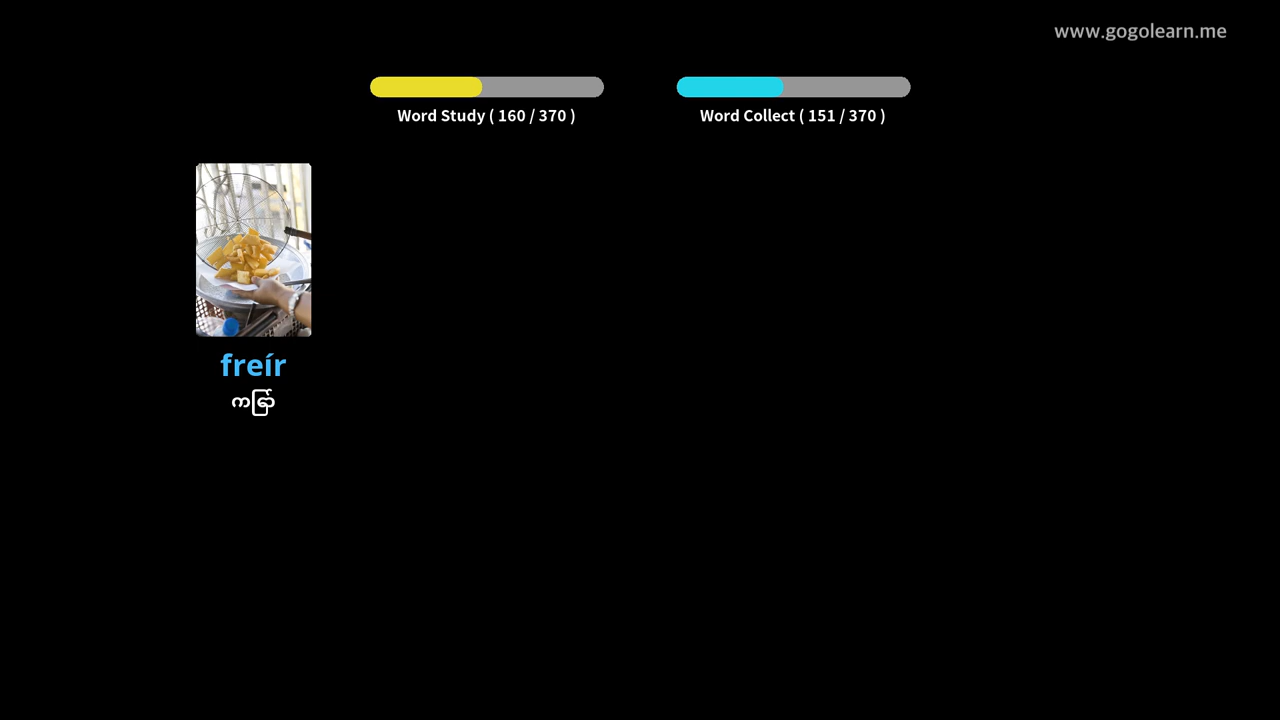 www.gogolearn.me
Word Study ( 160 / 370 )
Word Collect ( 151 / 370 )
freír
ကြော်